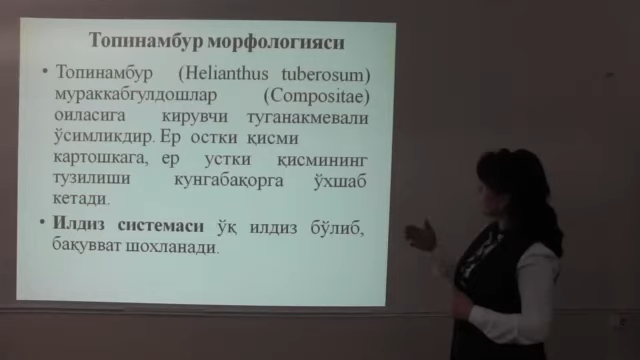 Топинамбур морфологияси
• Топинамбур (Helianthus tuberosum)
мураккабгулдошлар (Compositae)
оиласига кирувчи туганакмевали
ўсимликдир. Ер остки қисми
картошкага, ер устки қисмининг
тузилиши кунгабақорга ўхшаб
кетади.
• Илдиз системаси ўқ илдиз бўлиб,
бақувват шохланади.